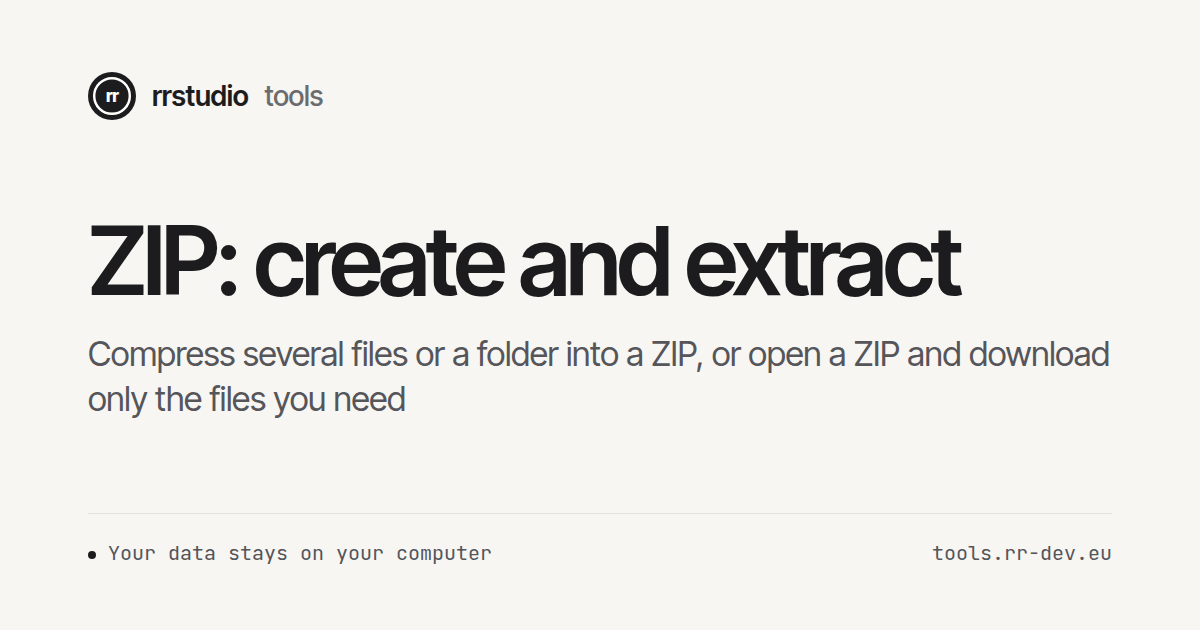 rr
rrstudio tools
ZIP: create and extract
Compress several files or a folder into a ZIP, or open a ZIP and download
only the files you need
Your data stays on your computer
tools.rr-dev.eu